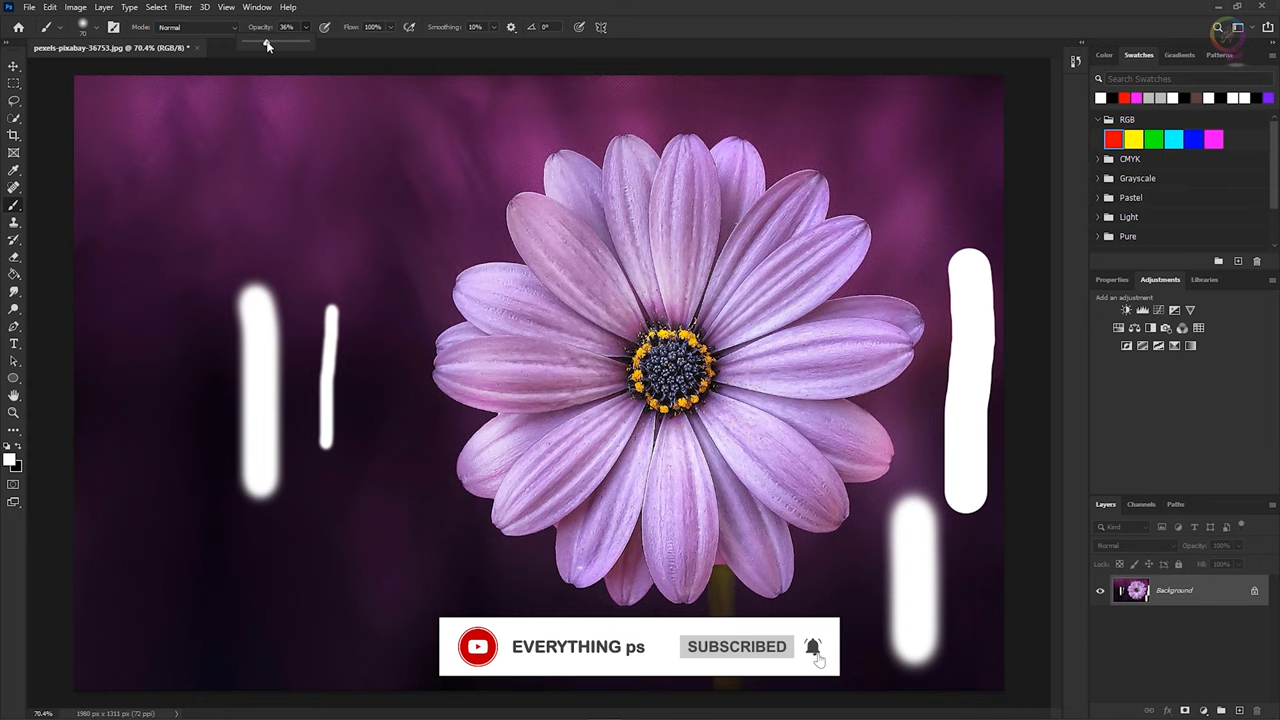 Ps File Edit Image Layer Type Select Filter 3D View Window Help
70 Mode: Normal Opacity: 36% Flow: 100% Smoothing: 10% 0°
pexels-pixabay-36753.jpg @ 70.4% (RGB/8) *
Color Swatches Gradients Patterns
Search Swatches
RGB
CMYK
Grayscale
Pastel
Light
Pure
Properties Adjustments Libraries
Add an adjustment
Layers Channels Paths
Kind
Normal Opacity: 100%
Lock: Fill: 100%
Background
EVERYTHING ps SUBSCRIBED
70.4% 1980 px x 1311 px (72 ppi)
fx